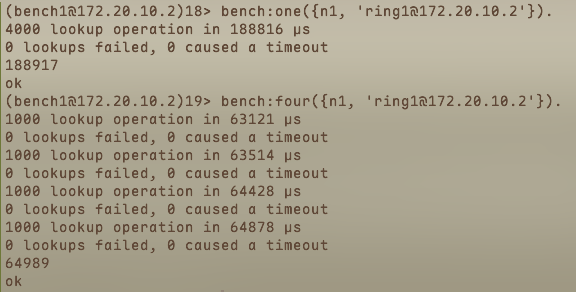 (bench1@172.20.10.2)18> bench:one({n1, 'ring1@172.20.10.2'}).
4000 lookup operation in 188816 µs
0 lookups failed, 0 caused a timeout
188917
ok
(bench1@172.20.10.2)19> bench:four({n1, 'ring1@172.20.10.2'}).
1000 lookup operation in 63121 µs
0 lookups failed, 0 caused a timeout
1000 lookup operation in 63514 µs
0 lookups failed, 0 caused a timeout
1000 lookup operation in 64428 µs
0 lookups failed, 0 caused a timeout
1000 lookup operation in 64878 µs
0 lookups failed, 0 caused a timeout
64989
ok